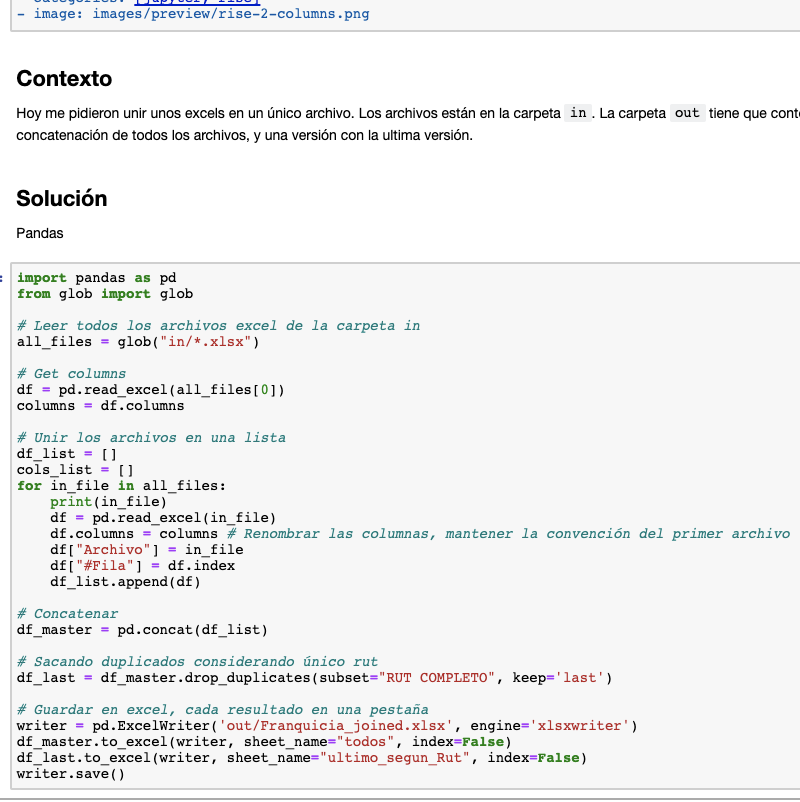 - categories: [jupyter, rise]
- image: images/preview/rise-2-columns.png
Contexto
Hoy me pidieron unir unos excels en un único archivo. Los archivos están en la carpeta in . La carpeta out tiene que
concatenación de todos los archivos, y una versión con la ultima versión.
Solución
Pandas
import pandas as pd
from glob import glob
# Leer todos los archivos excel de la carpeta in
all_files = glob("in/*.xlsx")
# Get columns
df = pd.read_excel(all_files[0])
columns = df.columns
# Unir los archivos en una lista
df_list = []
cols_list = []
for in_file in all_files:
    print(in_file)
    df = pd.read_excel(in_file)
    df.columns = columns # Renombrar las columnas, mantener la convención del primer archivo
    df["Archivo"] = in_file
    df["#Fila"] = df.index
    df_list.append(df)
# Concatenar
df_master = pd.concat(df_list)
# Sacando duplicados considerando único rut
df_last = df_master.drop_duplicates(subset="RUT COMPLETO", keep='last')
# Guardar en excel, cada resultado en una pestaña
writer = pd.ExcelWriter('out/Franquicia_joined.xlsx', engine='xlsxwriter')
df_master.to_excel(writer, sheet_name="todos", index=False)
df_last.to_excel(writer, sheet_name="ultimo_segun_Rut", index=False)
writer.save()